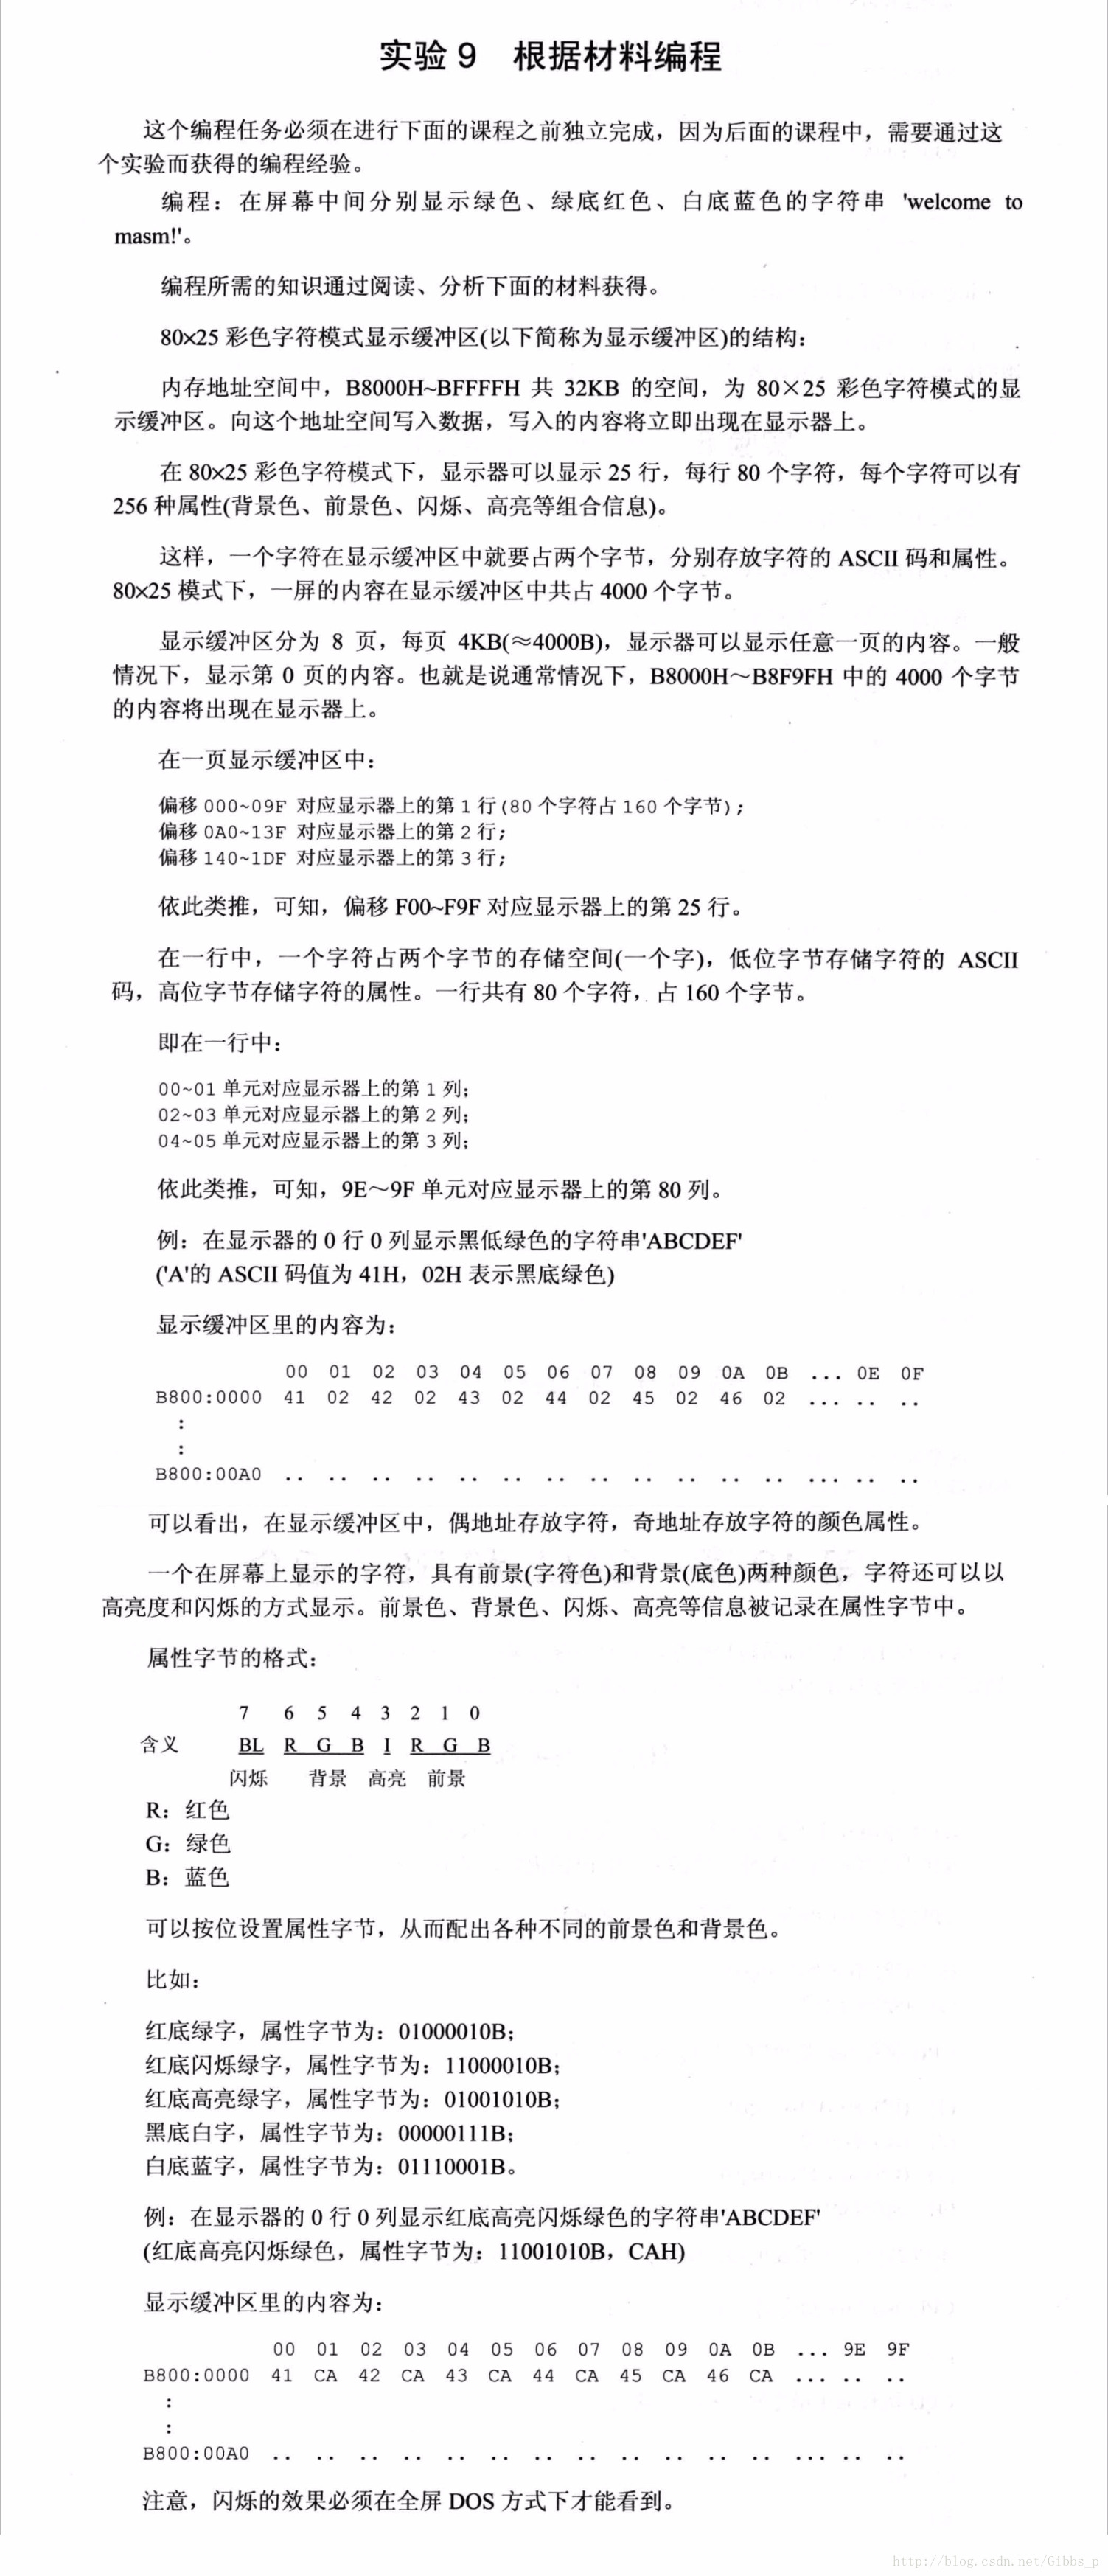 实验 9 根据材料编程
这个编程任务必须在进行下面的课程之前独立完成，因为后面的课程中，需要通过这
个实验而获得的编程经验。
编程：在屏幕中间分别显示绿色、绿底红色、白底蓝色的字符串 'welcome to
masm!'。
编程所需的知识通过阅读、分析下面的材料获得。
80×25 彩色字符模式显示缓冲区(以下简称为显示缓冲区)的结构：
内存地址空间中，B8000H~BFFFFH 共 32KB 的空间，为 80×25 彩色字符模式的显
示缓冲区。向这个地址空间写入数据，写入的内容将立即出现在显示器上。
在 80×25 彩色字符模式下，显示器可以显示 25 行，每行 80 个字符，每个字符可以有
256 种属性(背景色、前景色、闪烁、高亮等组合信息)。
这样，一个字符在显示缓冲区中就要占两个字节，分别存放字符的 ASCII 码和属性。
80×25 模式下，一屏的内容在显示缓冲区中共占 4000 个字节。
显示缓冲区分为 8 页，每页 4KB(≈4000B)，显示器可以显示任意一页的内容。一般
情况下，显示第 0 页的内容。也就是说通常情况下，B8000H～B8F9FH 中的 4000 个字节
的内容将出现在显示器上。
在一页显示缓冲区中：
偏移 000~09F 对应显示器上的第 1 行(80 个字符占 160 个字节)；
偏移 0A0~13F 对应显示器上的第 2 行；
偏移 140~1DF 对应显示器上的第 3 行；
依此类推，可知，偏移 F00~F9F 对应显示器上的第 25 行。
在一行中，一个字符占两个字节的存储空间(一个字)，低位字节存储字符的 ASCII
码，高位字节存储字符的属性。一行共有 80 个字符，占 160 个字节。
即在一行中：
00~01 单元对应显示器上的第 1 列；
02~03 单元对应显示器上的第 2 列；
04~05 单元对应显示器上的第 3 列；
依此类推，可知，9E～9F 单元对应显示器上的第 80 列。
例：在显示器的 0 行 0 列显示黑低绿色的字符串'ABCDEF'
('A'的 ASCII 码值为 41H，02H 表示黑底绿色)
显示缓冲区里的内容为：
00 01 02 03 04 05 06 07 08 09 0A 0B ... 0E 0F
B800:0000 41 02 42 02 43 02 44 02 45 02 46 02 ... .. ..
:
:
B800:00A0 .. .. .. .. .. .. .. .. .. .. .. .. ... .. ..
可以看出，在显示缓冲区中，偶地址存放字符，奇地址存放字符的颜色属性。
一个在屏幕上显示的字符，具有前景(字符色)和背景(底色)两种颜色，字符还可以以
高亮度和闪烁的方式显示。前景色、背景色、闪烁、高亮等信息被记录在属性字节中。
属性字节的格式：
7 6 5 4 3 2 1 0
含义 BL R G B I R G B
闪烁 背景 高亮 前景
R：红色
G：绿色
B：蓝色
可以按位设置属性字节，从而配出各种不同的前景色和背景色。
比如：
红底绿字，属性字节为：01000010B；
红底闪烁绿字，属性字节为：11000010B；
红底高亮绿字，属性字节为：01001010B；
黑底白字，属性字节为：00000111B；
白底蓝字，属性字节为：01110001B。
例：在显示器的 0 行 0 列显示红底高亮闪烁绿色的字符串'ABCDEF'
(红底高亮闪烁绿色，属性字节为：11001010B，CAH)
显示缓冲区里的内容为：
00 01 02 03 04 05 06 07 08 09 0A 0B ... 9E 9F
B800:0000 41 CA 42 CA 43 CA 44 CA 45 CA 46 CA ... .. ..
:
:
B800:00A0 .. .. .. .. .. .. .. .. .. .. .. .. ... .. ..
注意，闪烁的效果必须在全屏 DOS 方式下才能看到。
http://blog.csdn.net/Gibbs_p